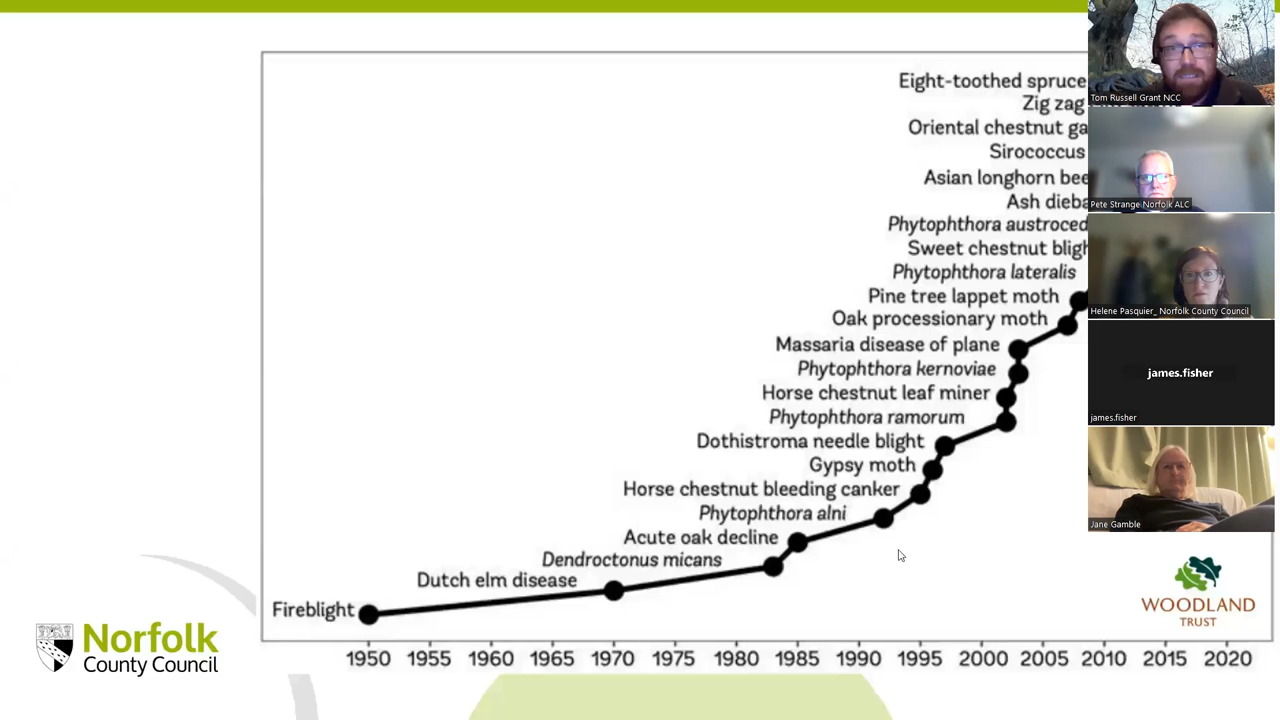 Eight-toothed spruce
Zig zag
Oriental chestnut ga
Sirococcus
Asian longhorn bee
Ash dieba
Phytophthora austroced
Sweet chestnut bligh
Phytophthora lateralis
Pine tree lappet moth
Oak processionary moth
Massaria disease of plane
Phytophthora kernoviae
Horse chestnut leaf miner
Phytophthora ramorum
Dothistroma needle blight
Gypsy moth
Horse chestnut bleeding canker
Phytophthora alni
Acute oak decline
Dendroctonus micans
Dutch elm disease
Fireblight
1950 1955 1960 1965 1970 1975 1980 1985 1990 1995 2000 2005 2010 2015 2020
WOODLAND
TRUST
Norfolk
County Council
Tom Russell Grant NCC
Pete Strange Norfolk ALC
Helene Pasquier_ Norfolk County Council
james.fisher
james.fisher
Jane Gamble